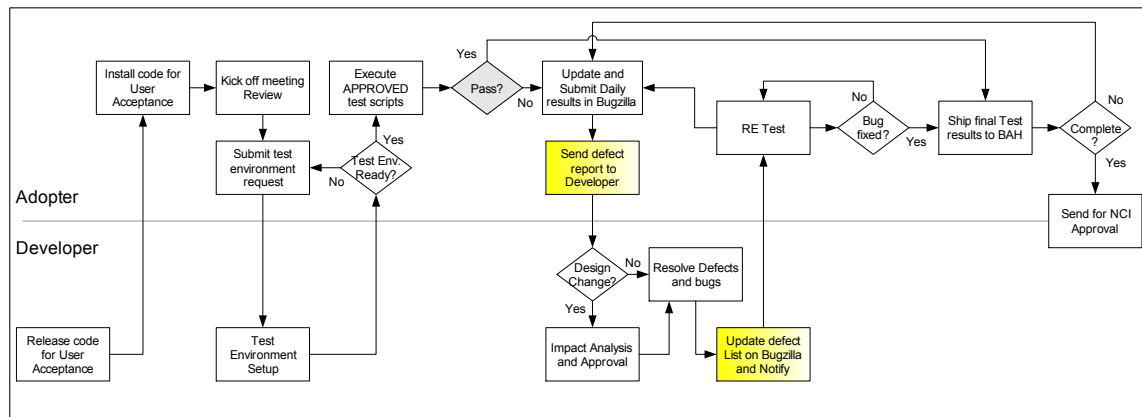 Yes
No
Install code for
User
Acceptance
Kick off meeting
Review
Execute
APPROVED
test scripts
Pass?
No
Update and
Submit Daily
results in Bugzilla
RE Test
No
Bug
fixed?
Yes
Ship final Test
results to BAH
Complete
?
Yes
Submit test
environment
request
No
Yes
Test Env.
Ready?
Send defect
report to
Developer
Adopter
Send for NCI
Approval
Developer
Design
Change?
No
Yes
Resolve Defects
and bugs
Release code
for User
Acceptance
Test
Environment
Setup
Impact Analysis
and Approval
Update defect
List on Bugzilla
and Notify